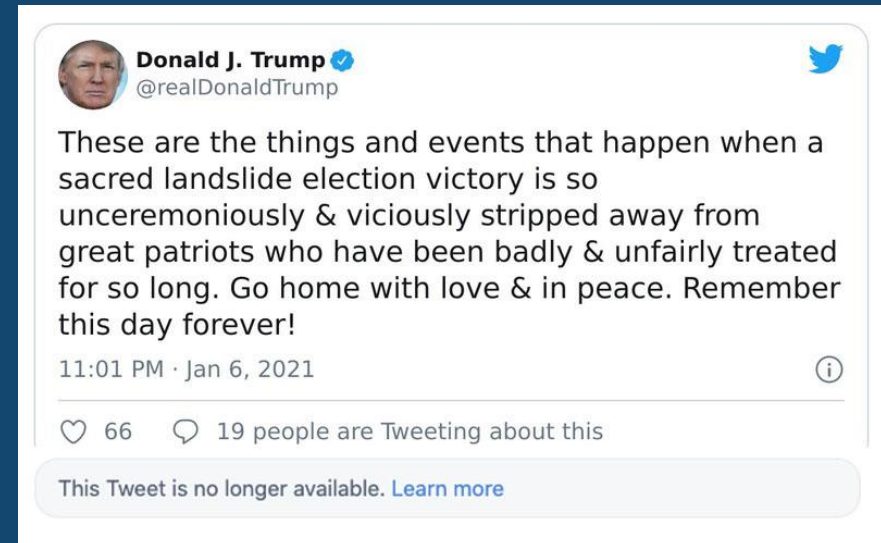 Donald J. Trump
@realDonaldTrump
These are the things and events that happen when a
sacred landslide election victory is so
unceremoniously & viciously stripped away from
great patriots who have been badly & unfairly treated
for so long. Go home with love & in peace. Remember
this day forever!
11:01 PM · Jan 6, 2021
66 19 people are Tweeting about this
This Tweet is no longer available. Learn more